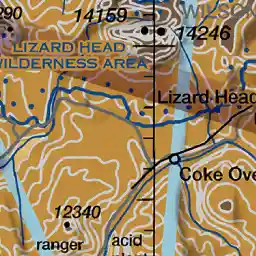 290
14159
14246
LIZARD HEAD
WILDERNESS AREA
Lizard Head
Coke Ove
12340
ranger
acid